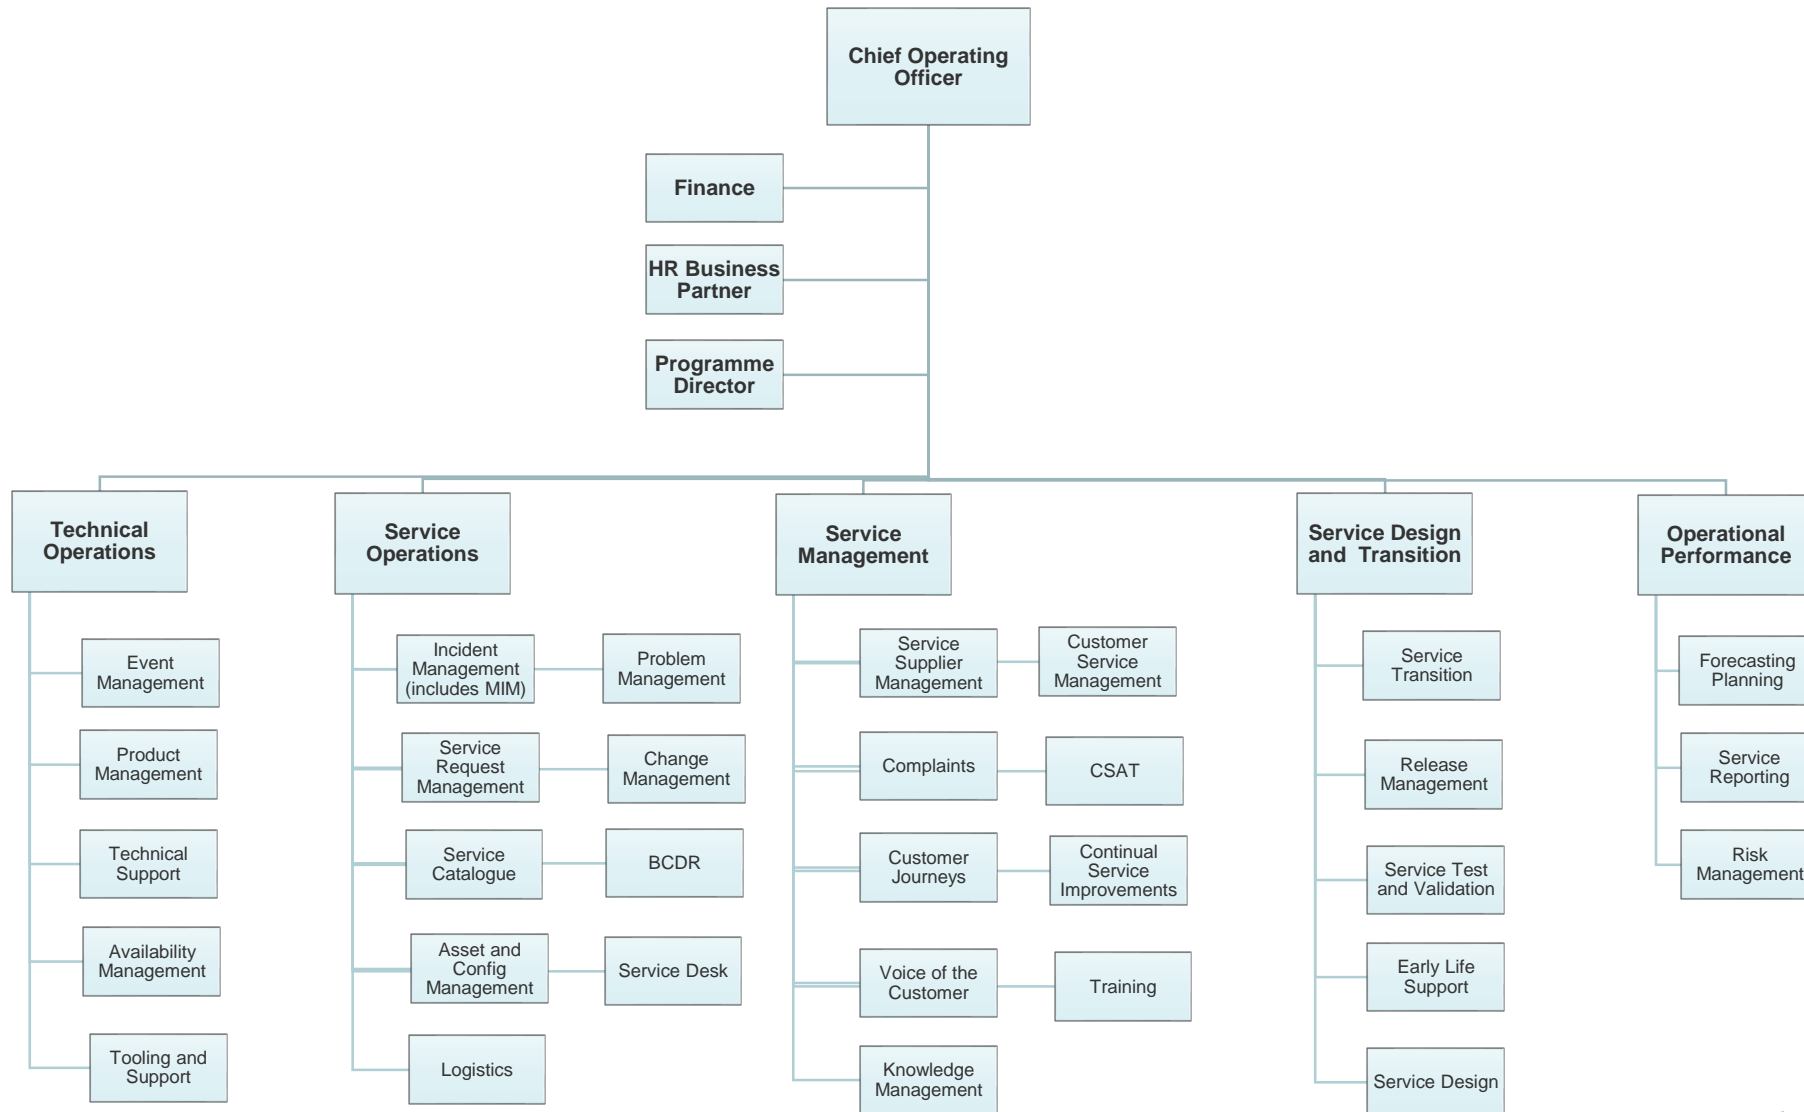 Chief Operating
Officer
Finance
HR Business
Partner
Programme
Director
Technical
Operations
Service
Operations
Service
Management
Service Design
and Transition
Operational
Performance
Event
Management
Product
Management
Technical
Support
Availability
Management
Tooling and
Support
Incident
Management
(includes MIM)
Problem
Management
Service
Request
Management
Change
Management
Service
Catalogue
BCDR
Asset and
Config
Management
Service Desk
Logistics
Service
Supplier
Management
Customer
Service
Management
Complaints
CSAT
Customer
Journeys
Continual
Service
Improvements
Voice of the
Customer
Training
Knowledge
Management
Service
Transition
Release
Management
Service Test
and Validation
Early Life
Support
Service Design
Forecasting
Planning
Service
Reporting
Risk
Management